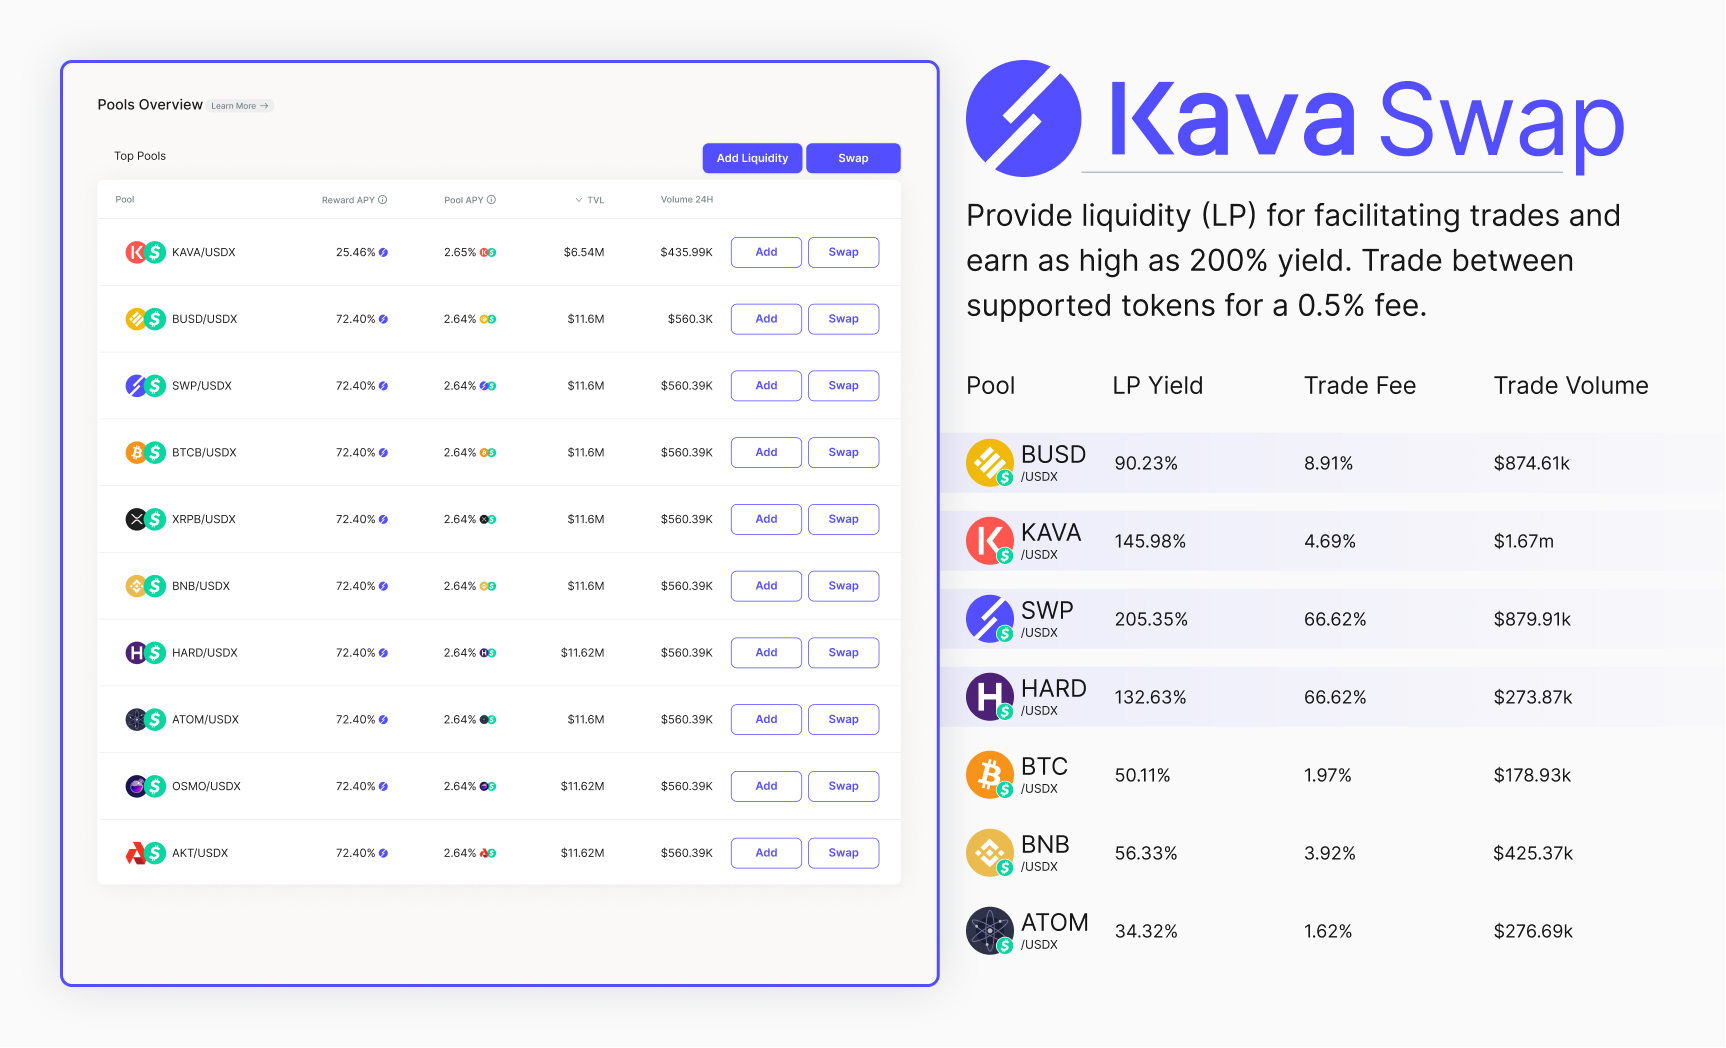 Pools Overview Learn More →
Top Pools
Add Liquidity Swap
Pool Reward APY Pool APY TVL Volume 24H
KAVA/USDX 25.46% 2.65% $6.54M $435.99K Add Swap
BUSD/USDX 72.40% 2.64% $11.6M $560.3K Add Swap
SWP/USDX 72.40% 2.64% $11.6M $560.39K Add Swap
BTCB/USDX 72.40% 2.64% $11.6M $560.39K Add Swap
XRPB/USDX 72.40% 2.64% $11.6M $560.39K Add Swap
BNB/USDX 72.40% 2.64% $11.6M $560.39K Add Swap
HARD/USDX 72.40% 2.64% $11.62M $560.39K Add Swap
ATOM/USDX 72.40% 2.64% $11.6M $560.39K Add Swap
OSMO/USDX 72.40% 2.64% $11.62M $560.39K Add Swap
AKT/USDX 72.40% 2.64% $11.62M $560.39K Add Swap
Kava Swap
Provide liquidity (LP) for facilitating trades and
earn as high as 200% yield. Trade between
supported tokens for a 0.5% fee.
Pool LP Yield Trade Fee Trade Volume
BUSD
/USDX
90.23% 8.91% $874.61k
KAVA
/USDX
145.98% 4.69% $1.67m
SWP
/USDX
205.35% 66.62% $879.91k
HARD
/USDX
132.63% 66.62% $273.87k
BTC
/USDX
50.11% 1.97% $178.93k
BNB
/USDX
56.33% 3.92% $425.37k
ATOM
/USDX
34.32% 1.62% $276.69k